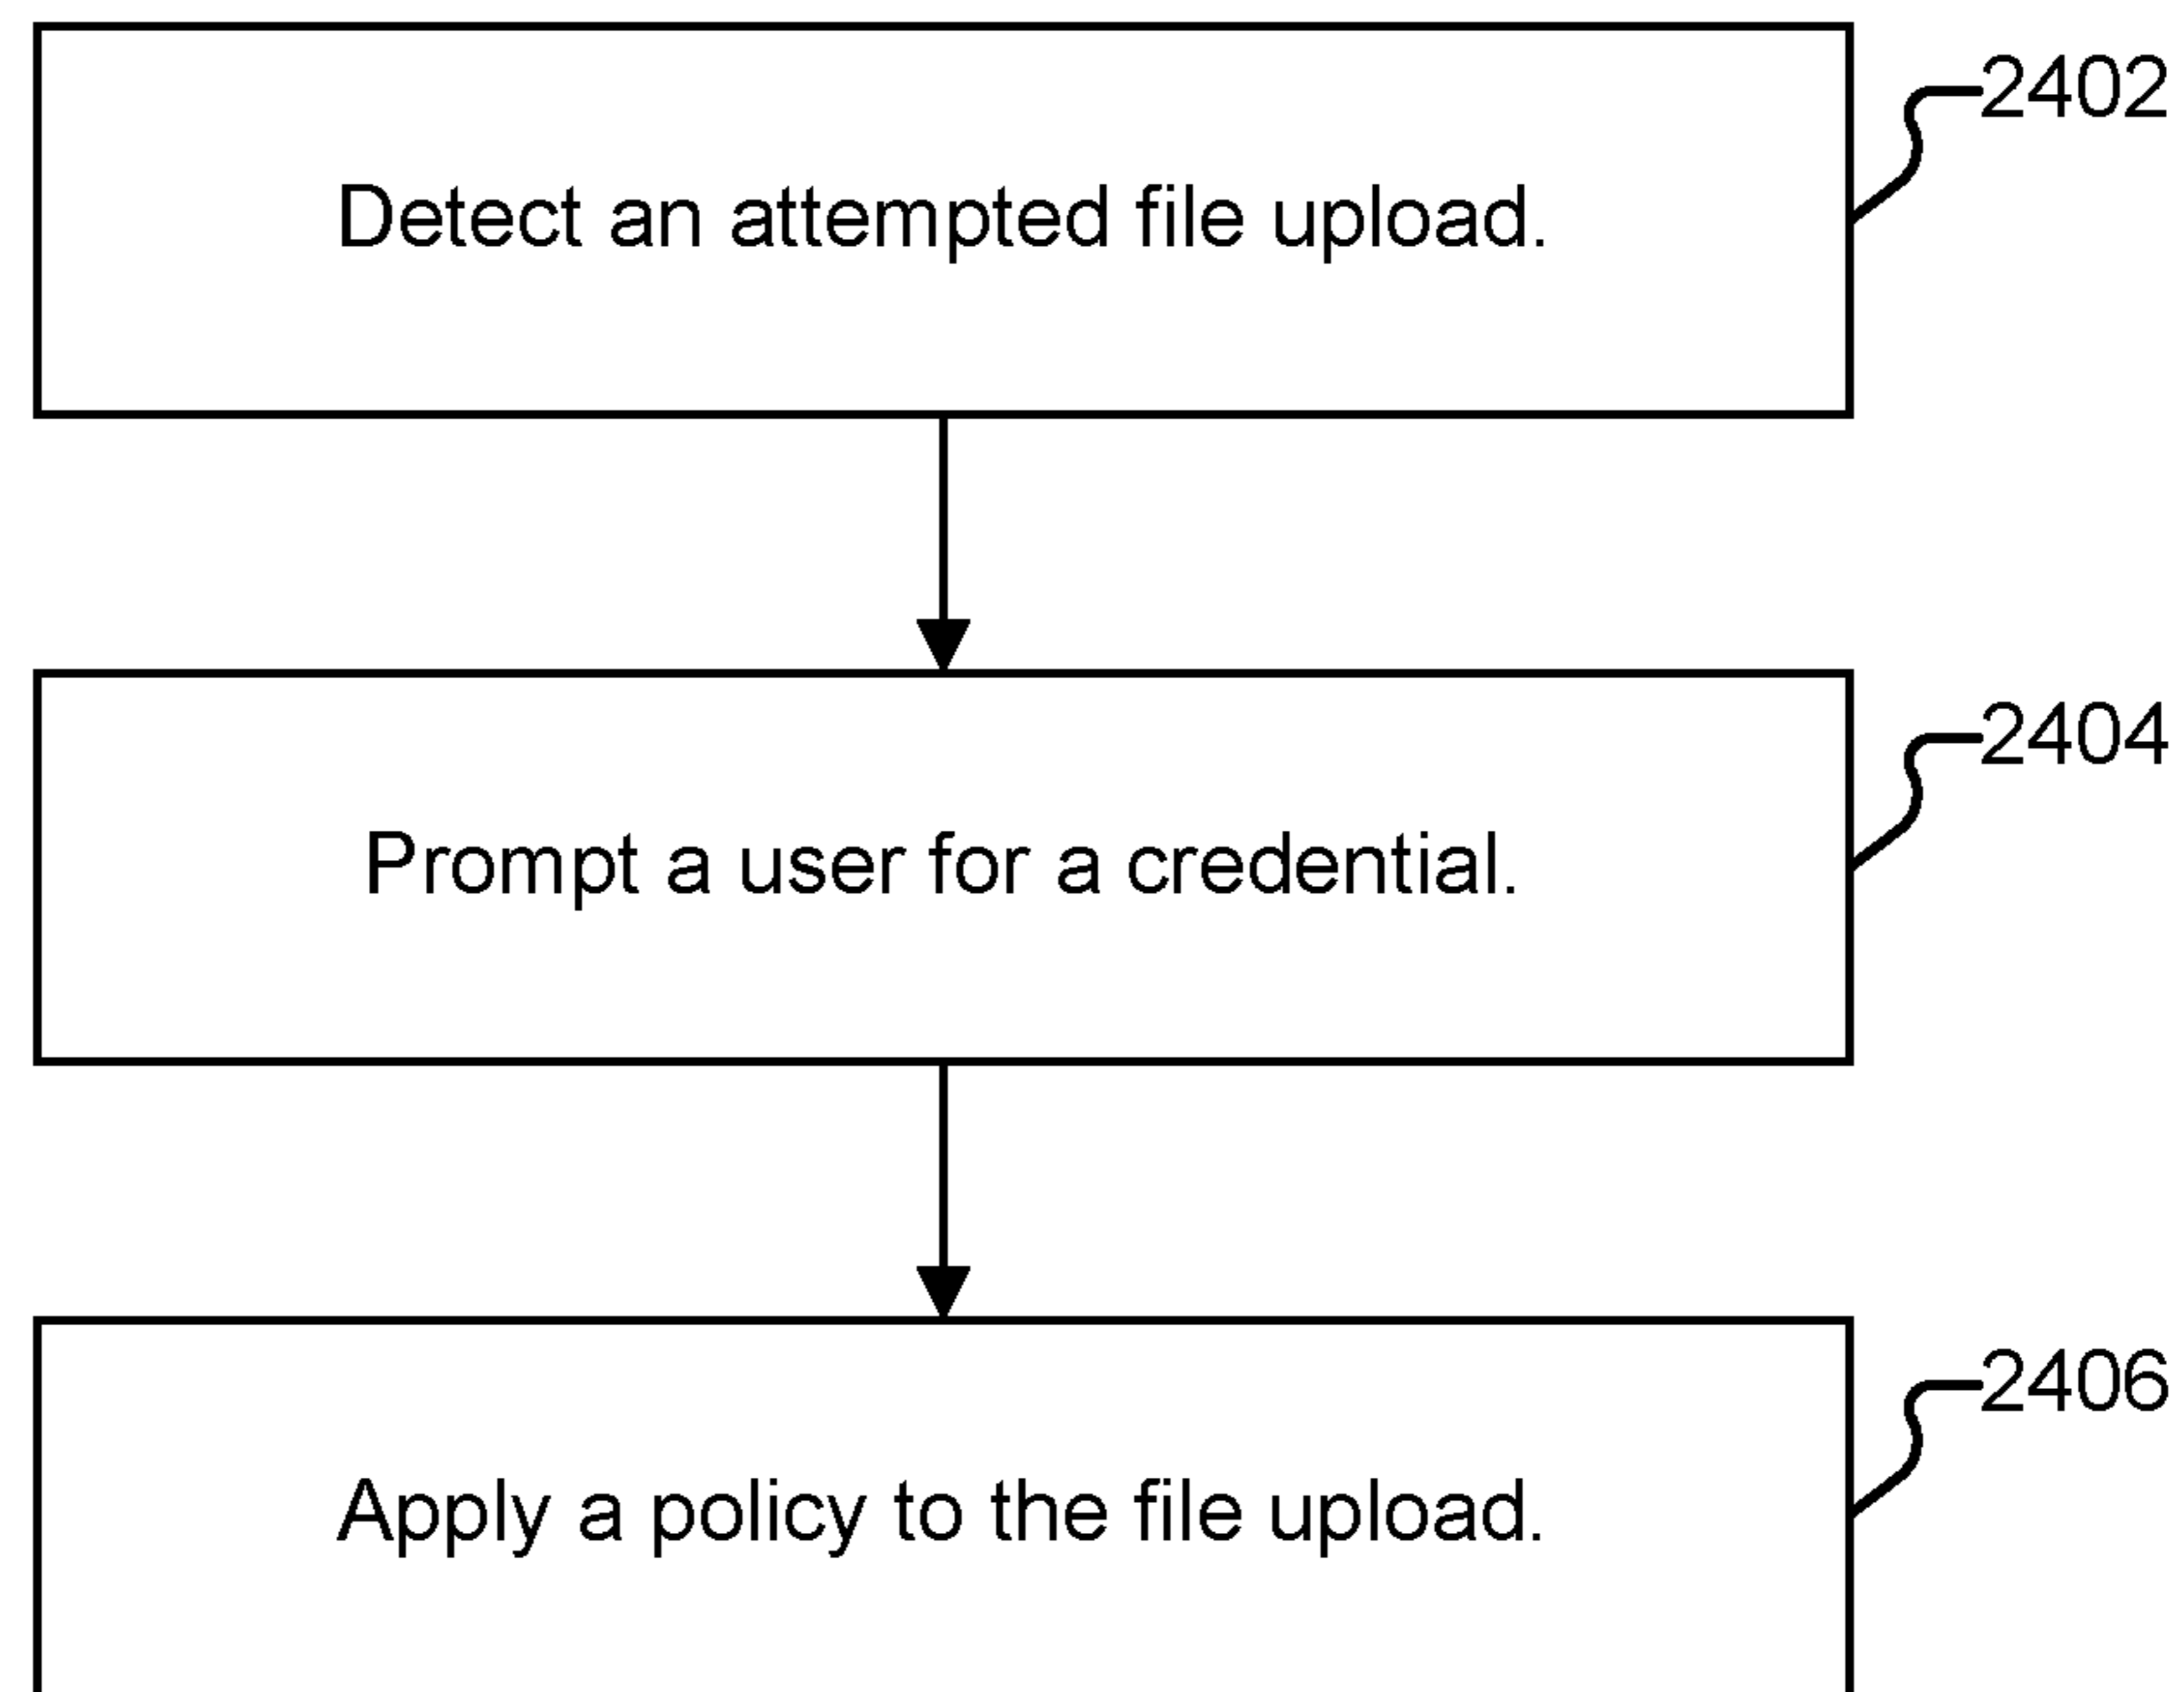 2402
Detect an attempted file upload.
2404
Prompt a user for a credential.
2406
Apply a policy to the file upload.